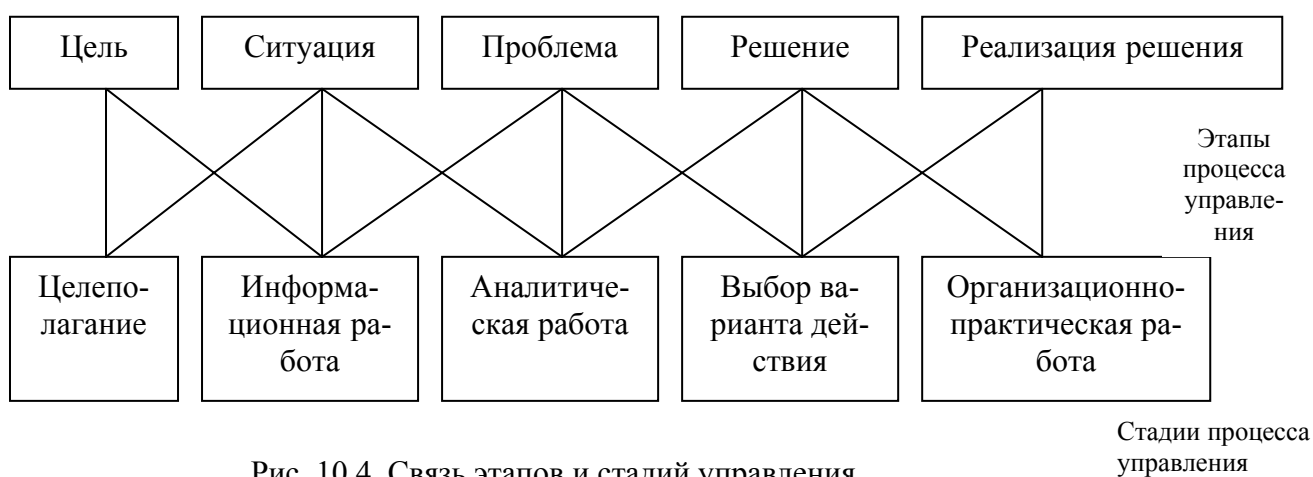 Цель
Ситуация
Проблема
Решение
Реализация решения
Этапы
процесса
управле-
ния
Целепо-
лагание
Информа-
ционная ра-
бота
Аналитиче-
ская работа
Выбор ва-
рианта дей-
ствия
Организационно-
практическая ра-
бота
Стадии процесса
управления
Рис. 10.4. Связь этапов и стадий управления